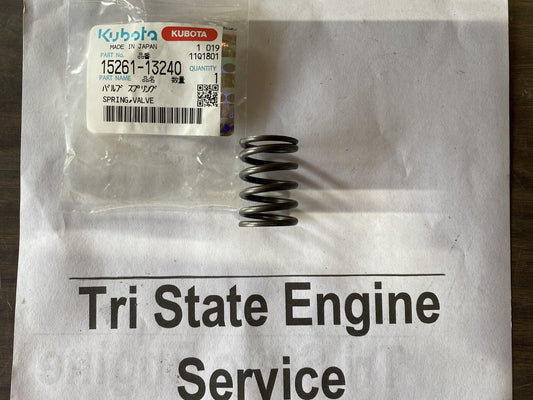 Kubota KUBOTA
MADE IN JAPAN 1 019
PART No. 品番 11Q1801
15261-13240 QUANTITY
PART NAME 品名 数量 1
バルブ スプリング
SPRING,VALVE
Tri State Engine
Service